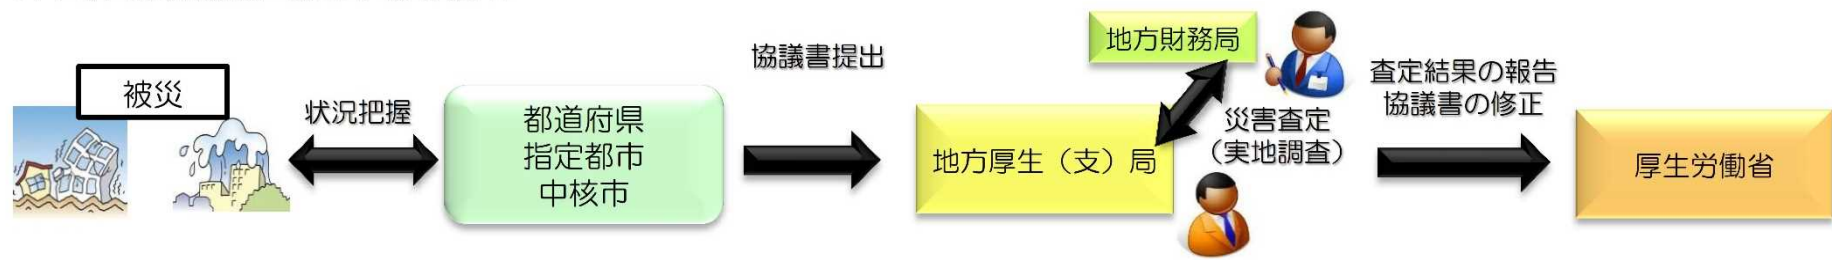 被災
状況把握
都道府県
指定都市
中核市
協議書提出
地方財務局
地方厚生（支）局
災害査定
（実地調査）
査定結果の報告
協議書の修正
厚生労働省